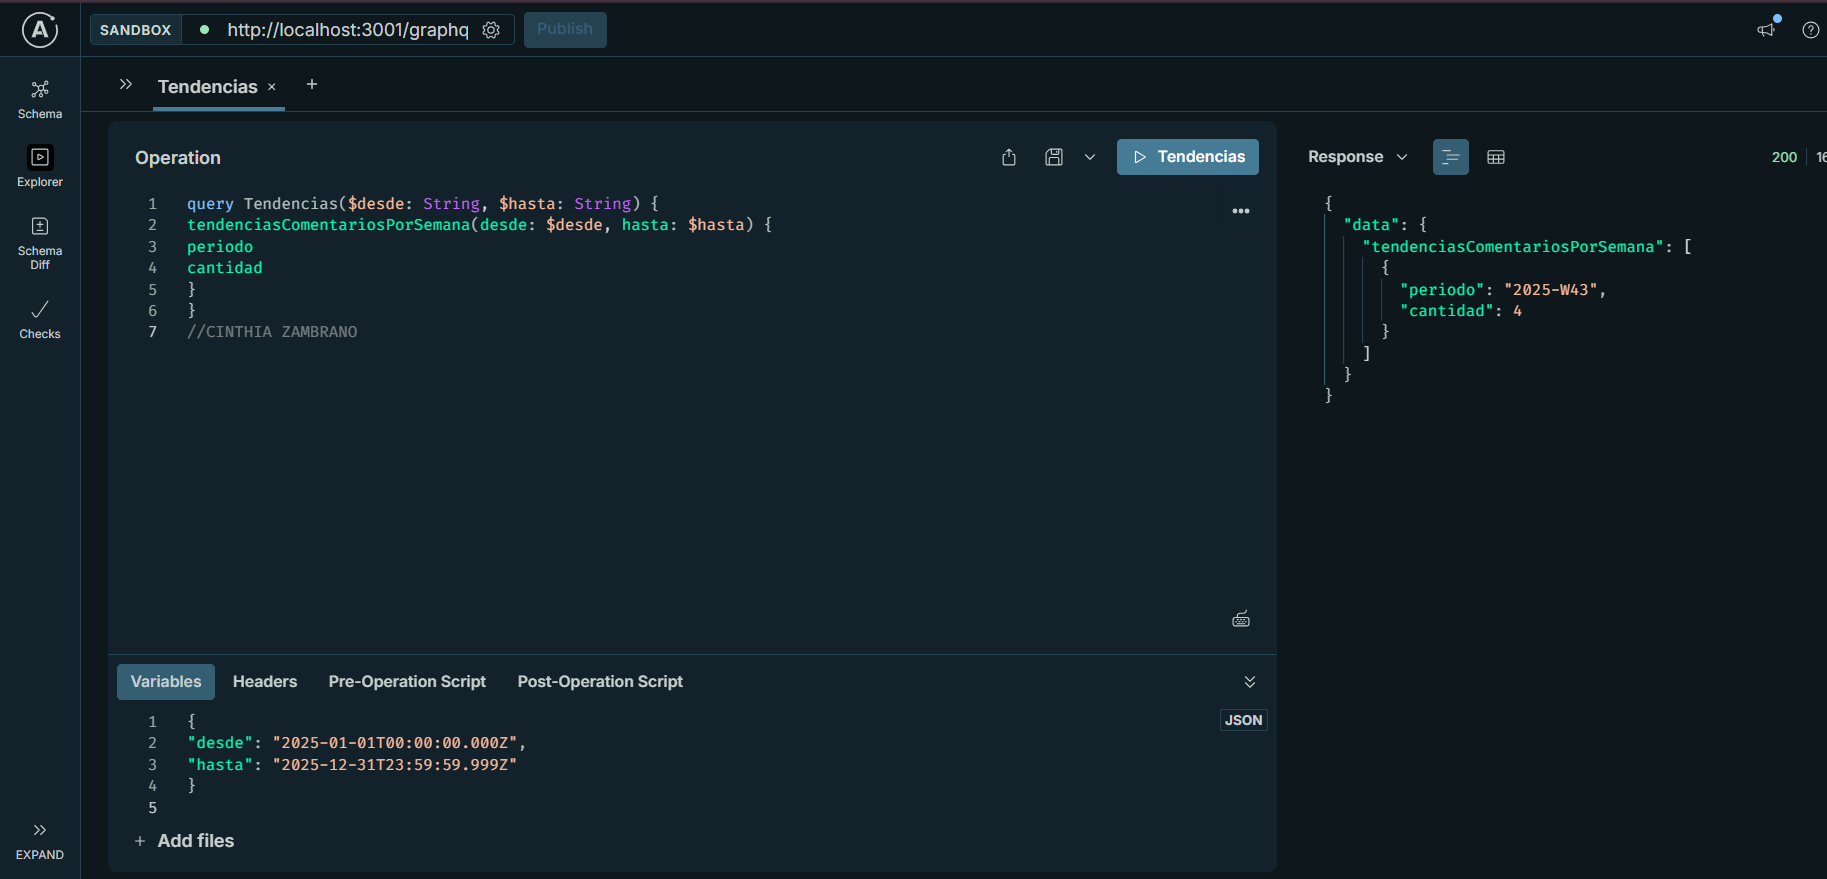 SANDBOX
http://localhost:3001/graphq
Publish
Schema
Explorer
Schema
Diff
Checks
EXPAND
Tendencias
Operation
Tendencias
1 query Tendencias($desde: String, $hasta: String) {
2 tendenciasComentariosPorSemana(desde: $desde, hasta: $hasta) {
3 periodo
4 cantidad
5 }
6 }
7 //CINTHIA ZAMBRANO
Variables Headers Pre-Operation Script Post-Operation Script
JSON
1 {
2 "desde": "2025-01-01T00:00:00.000Z",
3 "hasta": "2025-12-31T23:59:59.999Z"
4 }
5
+ Add files
Response
200 16
{
"data": {
"tendenciasComentariosPorSemana": [
{
"periodo": "2025-W43",
"cantidad": 4
}
]
}
}